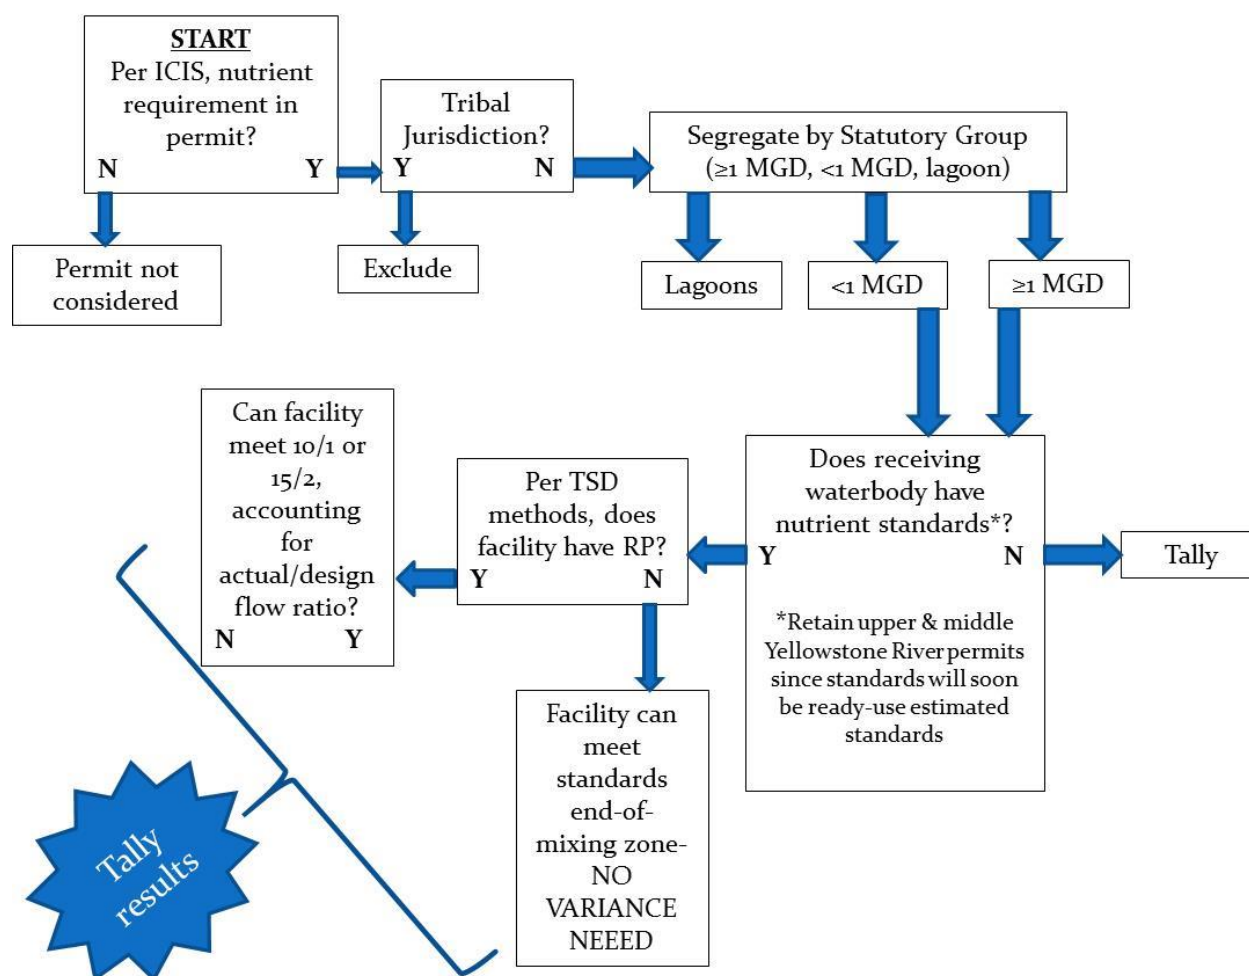 START
Per ICIS, nutrient
requirement in
permit?
N Y
Tribal
Jurisdiction?
Y N
Segregate by Statutory Group
(≥1 MGD, <1 MGD, lagoon)
Permit not
considered
Exclude
Lagoons
<1 MGD
≥1 MGD
Does receiving
waterbody have
nutrient standards*?
Y N
*Retain upper & middle
Yellowstone River permits
since standards will soon
be ready-use estimated
standards
Tally
Per TSD
methods, does
facility have RP?
Y N
Can facility
meet 10/1 or
15/2,
accounting
for
actual/design
flow ratio?
N Y
Facility can
meet
standards
end-of-
mixing zone-
NO
VARIANCE
NEEED
Tally
results